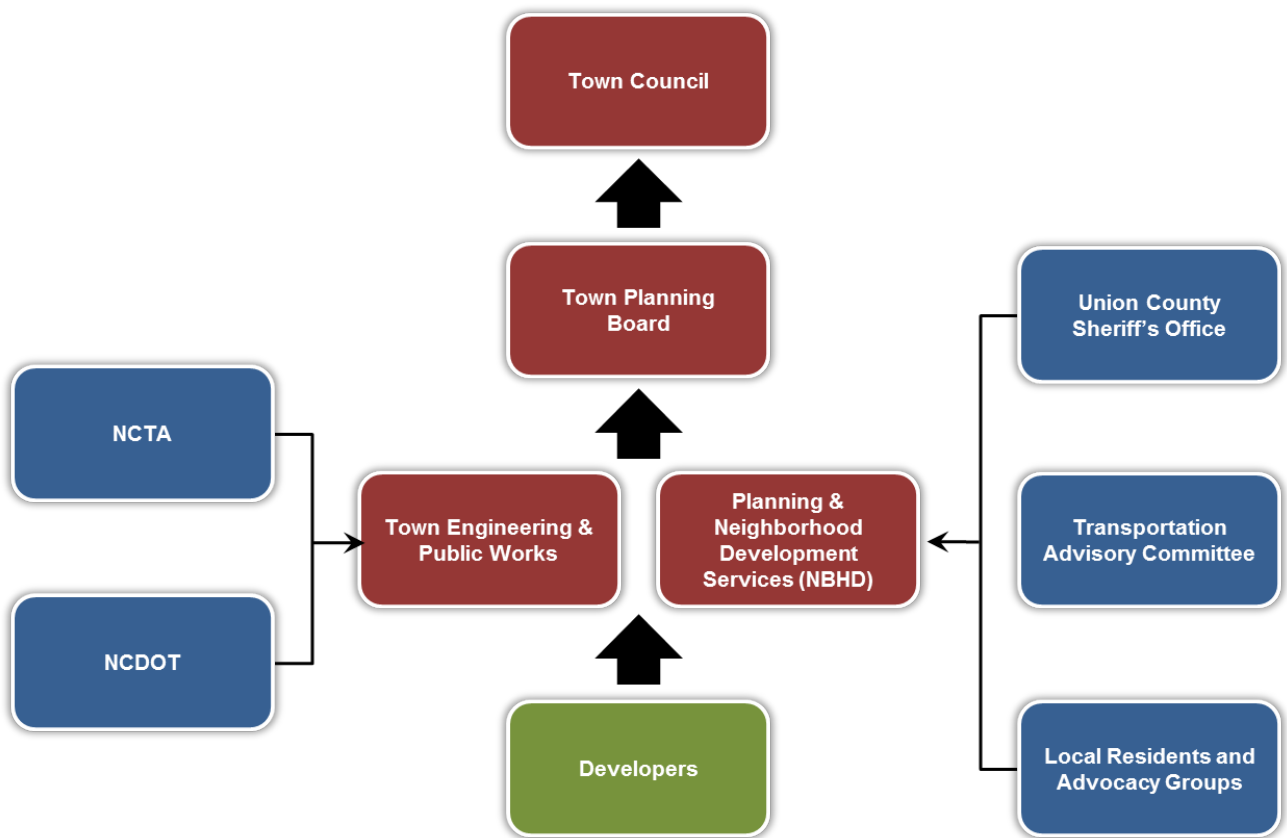 Town Council
Town Planning
Board
Union County
Sheriff's Office
NCTA
Town Engineering &
Public Works
Planning &
Neighborhood
Development
Services (NBHD)
Transportation
Advisory Committee
NCDOT
Developers
Local Residents and
Advocacy Groups